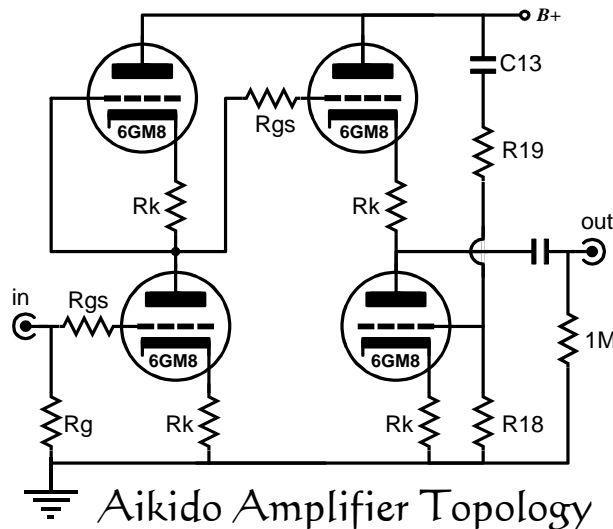 B+
C13
6GM8
Rgs
6GM8
R19
Rk
Rk
out
in
Rgs
6GM8
6GM8
1M
Rg
Rk
Rk
R18
Aikido Amplifier Topology